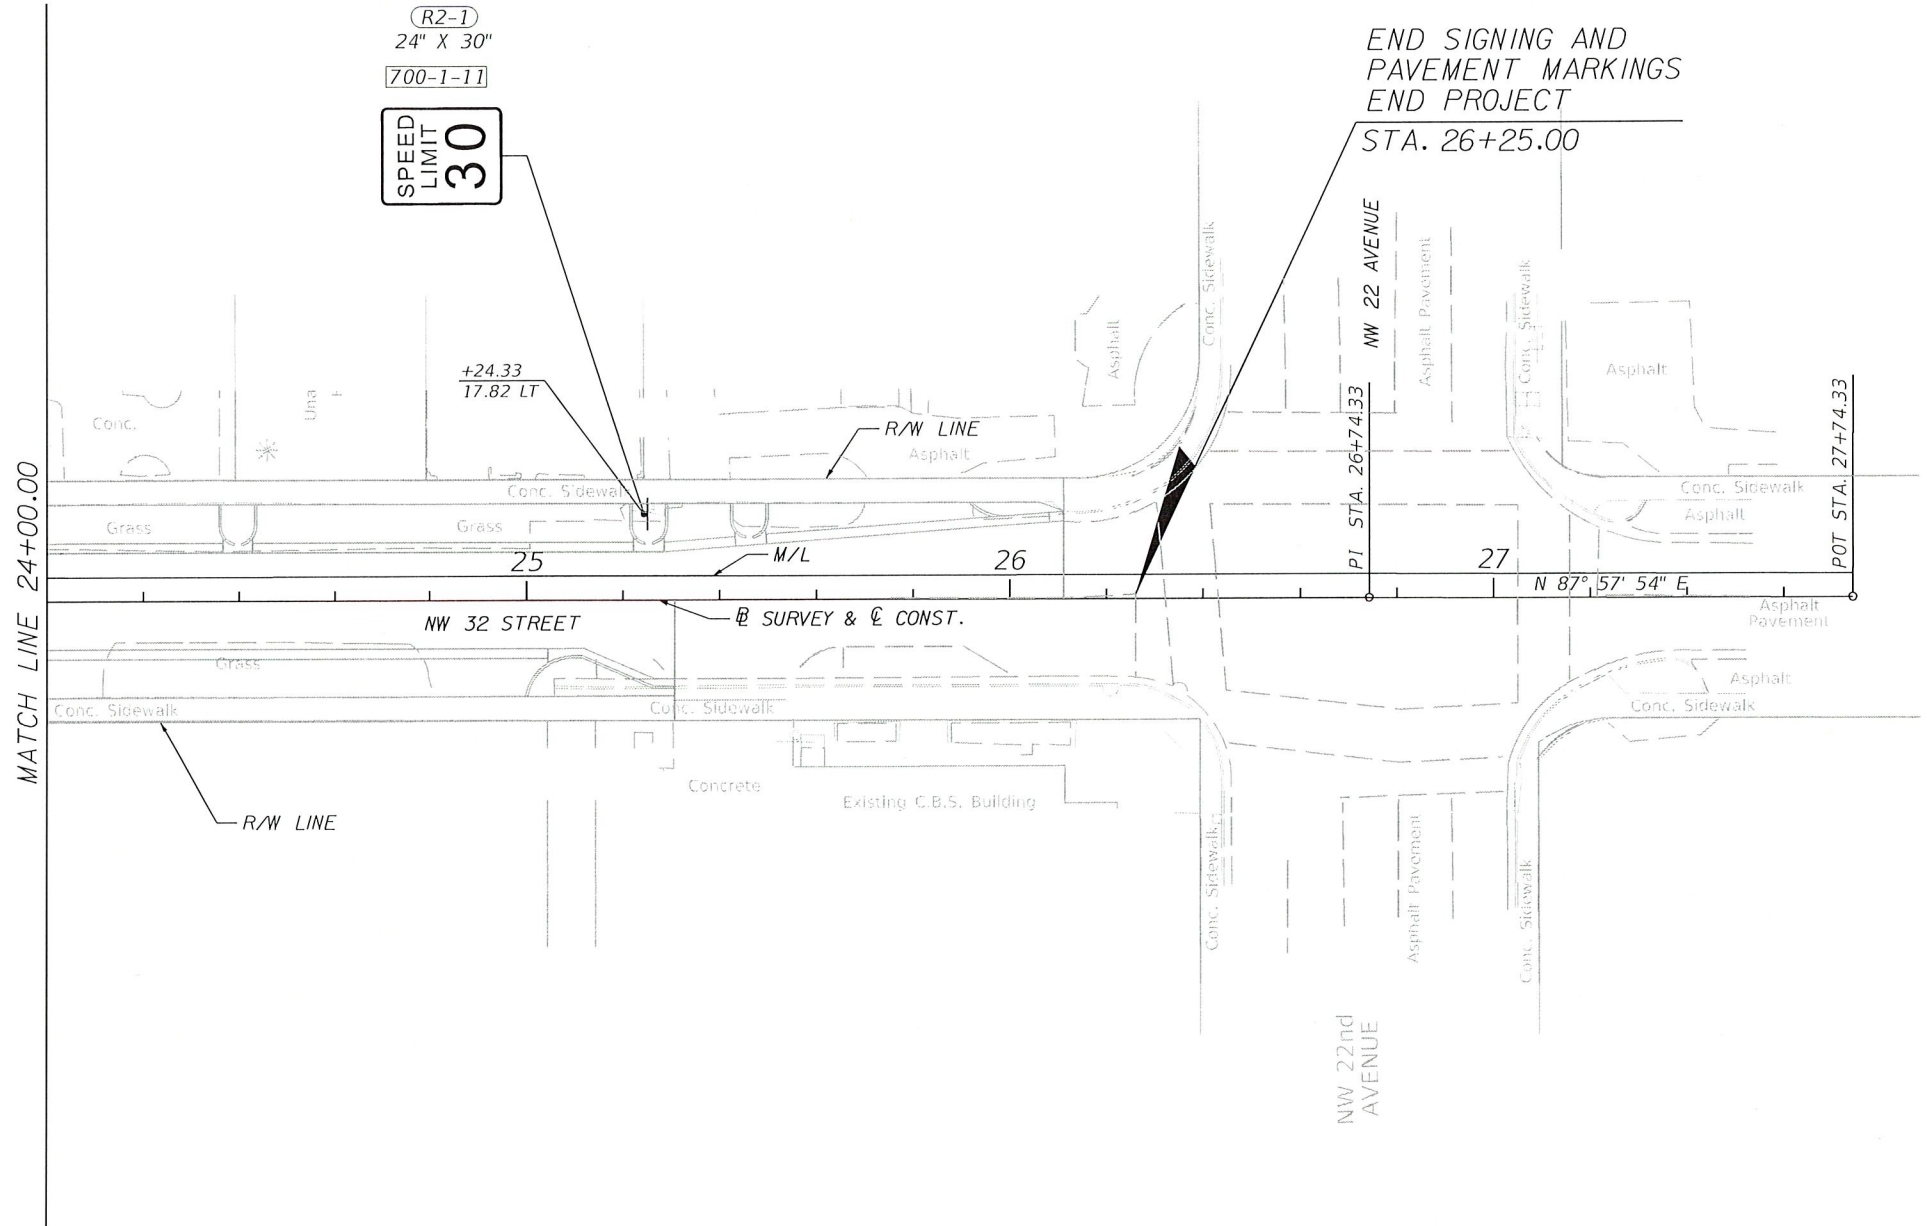 R2-1
24" X 30"
700-1-11
SPEED
LIMIT
30
END SIGNING AND
PAVEMENT MARKINGS
END PROJECT
STA. 26+25.00
+24.33
17.82 LT
R/W LINE
Conc.
Una
Asphalt
Asphalt
Conc. Sidewalk
NW 22 AVENUE
Asphalt Pavement
Conc. Sidewalk
Asphalt
PI STA. 26+74.33
POT STA. 27+74.33
MATCH LINE 24+00.00
Conc. Sidewalk
Conc. Sidewalk
Asphalt
Grass
Grass
25
M/L
26
27
N 87° 57' 54" E
NW 32 STREET
℄ CONST.
SURVEY &
Asphalt
Pavement
Grass
Conc. Sidewalk
Conc. Sidewalk
Asphalt
Conc. Sidewalk
R/W LINE
Concrete
Existing C.B.S. Building
Conc. Sidewalk
Asphalt Pavement
Conc. Sidewalk
NW 22nd
AVENUE